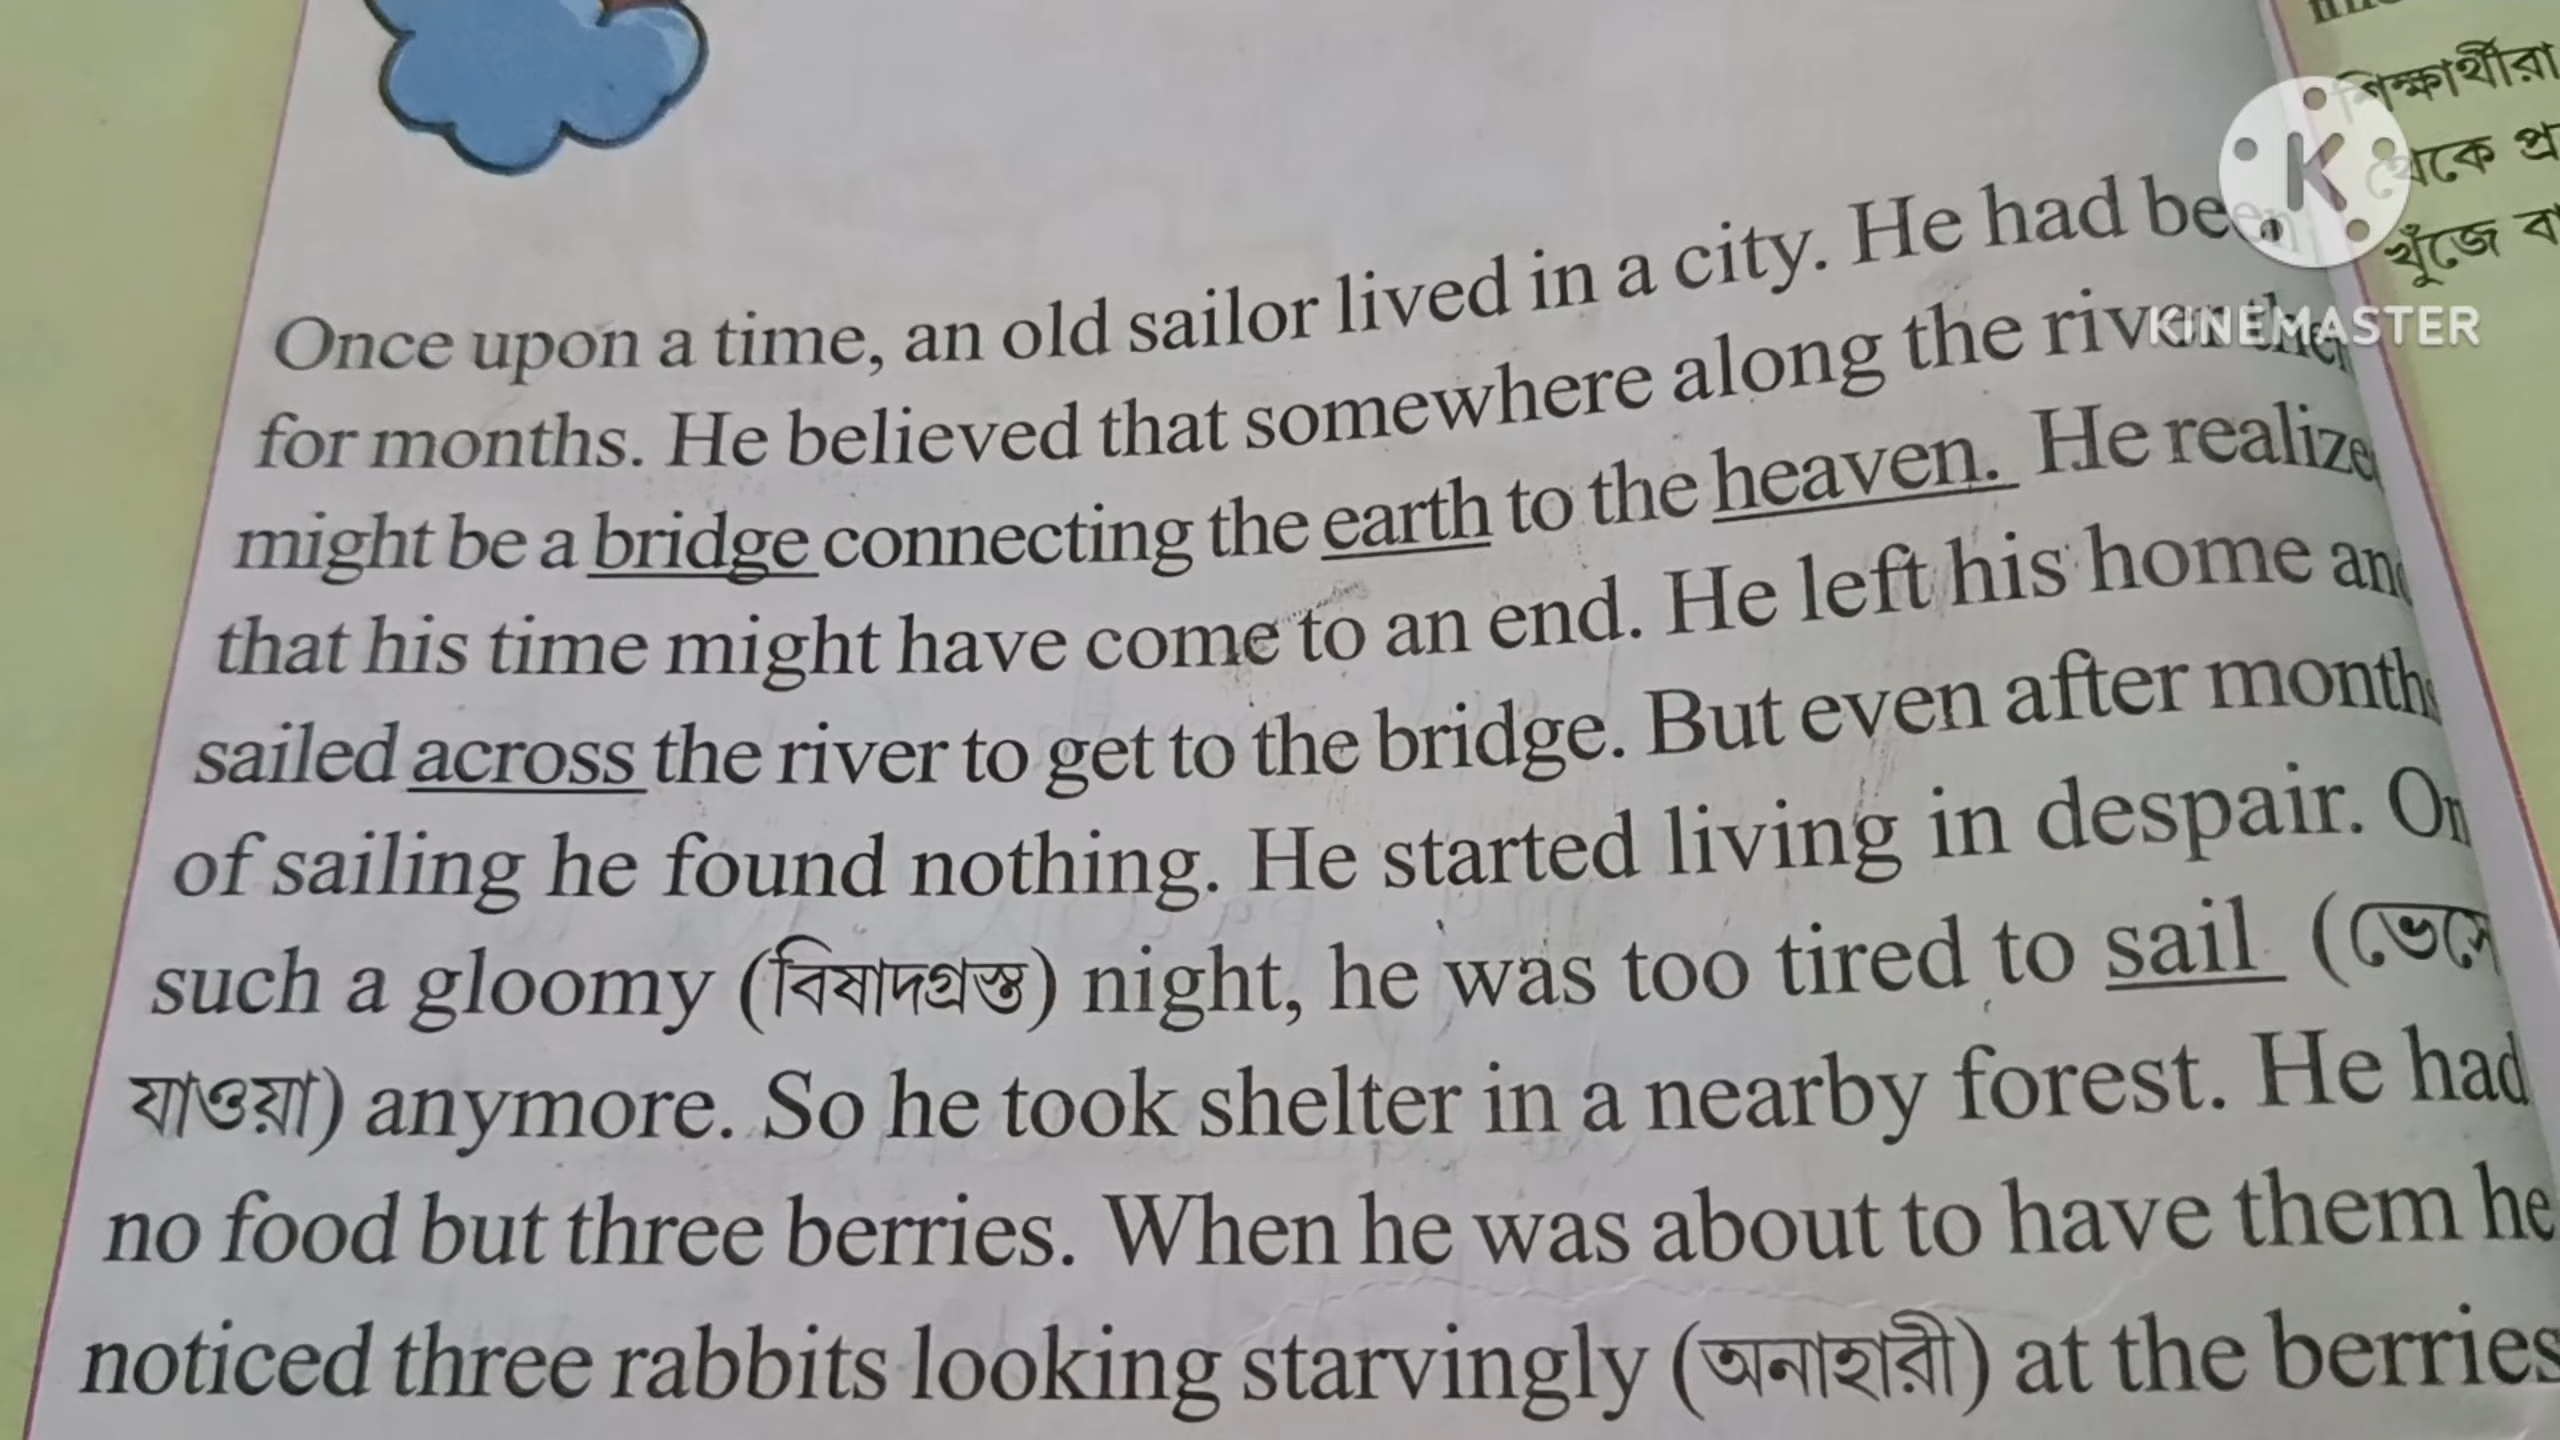 শিক্ষার্থীরা
থেকে প্র
খুঁজে
KINEMASTER
Once upon a time, an old sailor lived in a city. He had been
for months. He believed that somewhere along the river
might be a bridge connecting the earth to the heaven. He realize
that his time might have come to an end. He left his home an
sailed across the river to get to the bridge. But even after month
of sailing he found nothing. He started living in despair. On
such a gloomy (বিষাদগ্রস্ত) night, he was too tired to sail (ভেসে
যাওয়া) anymore. So he took shelter in a nearby forest. He had
no food but three berries. When he was about to have them he
noticed three rabbits looking starvingly (অনাহারী) at the berries